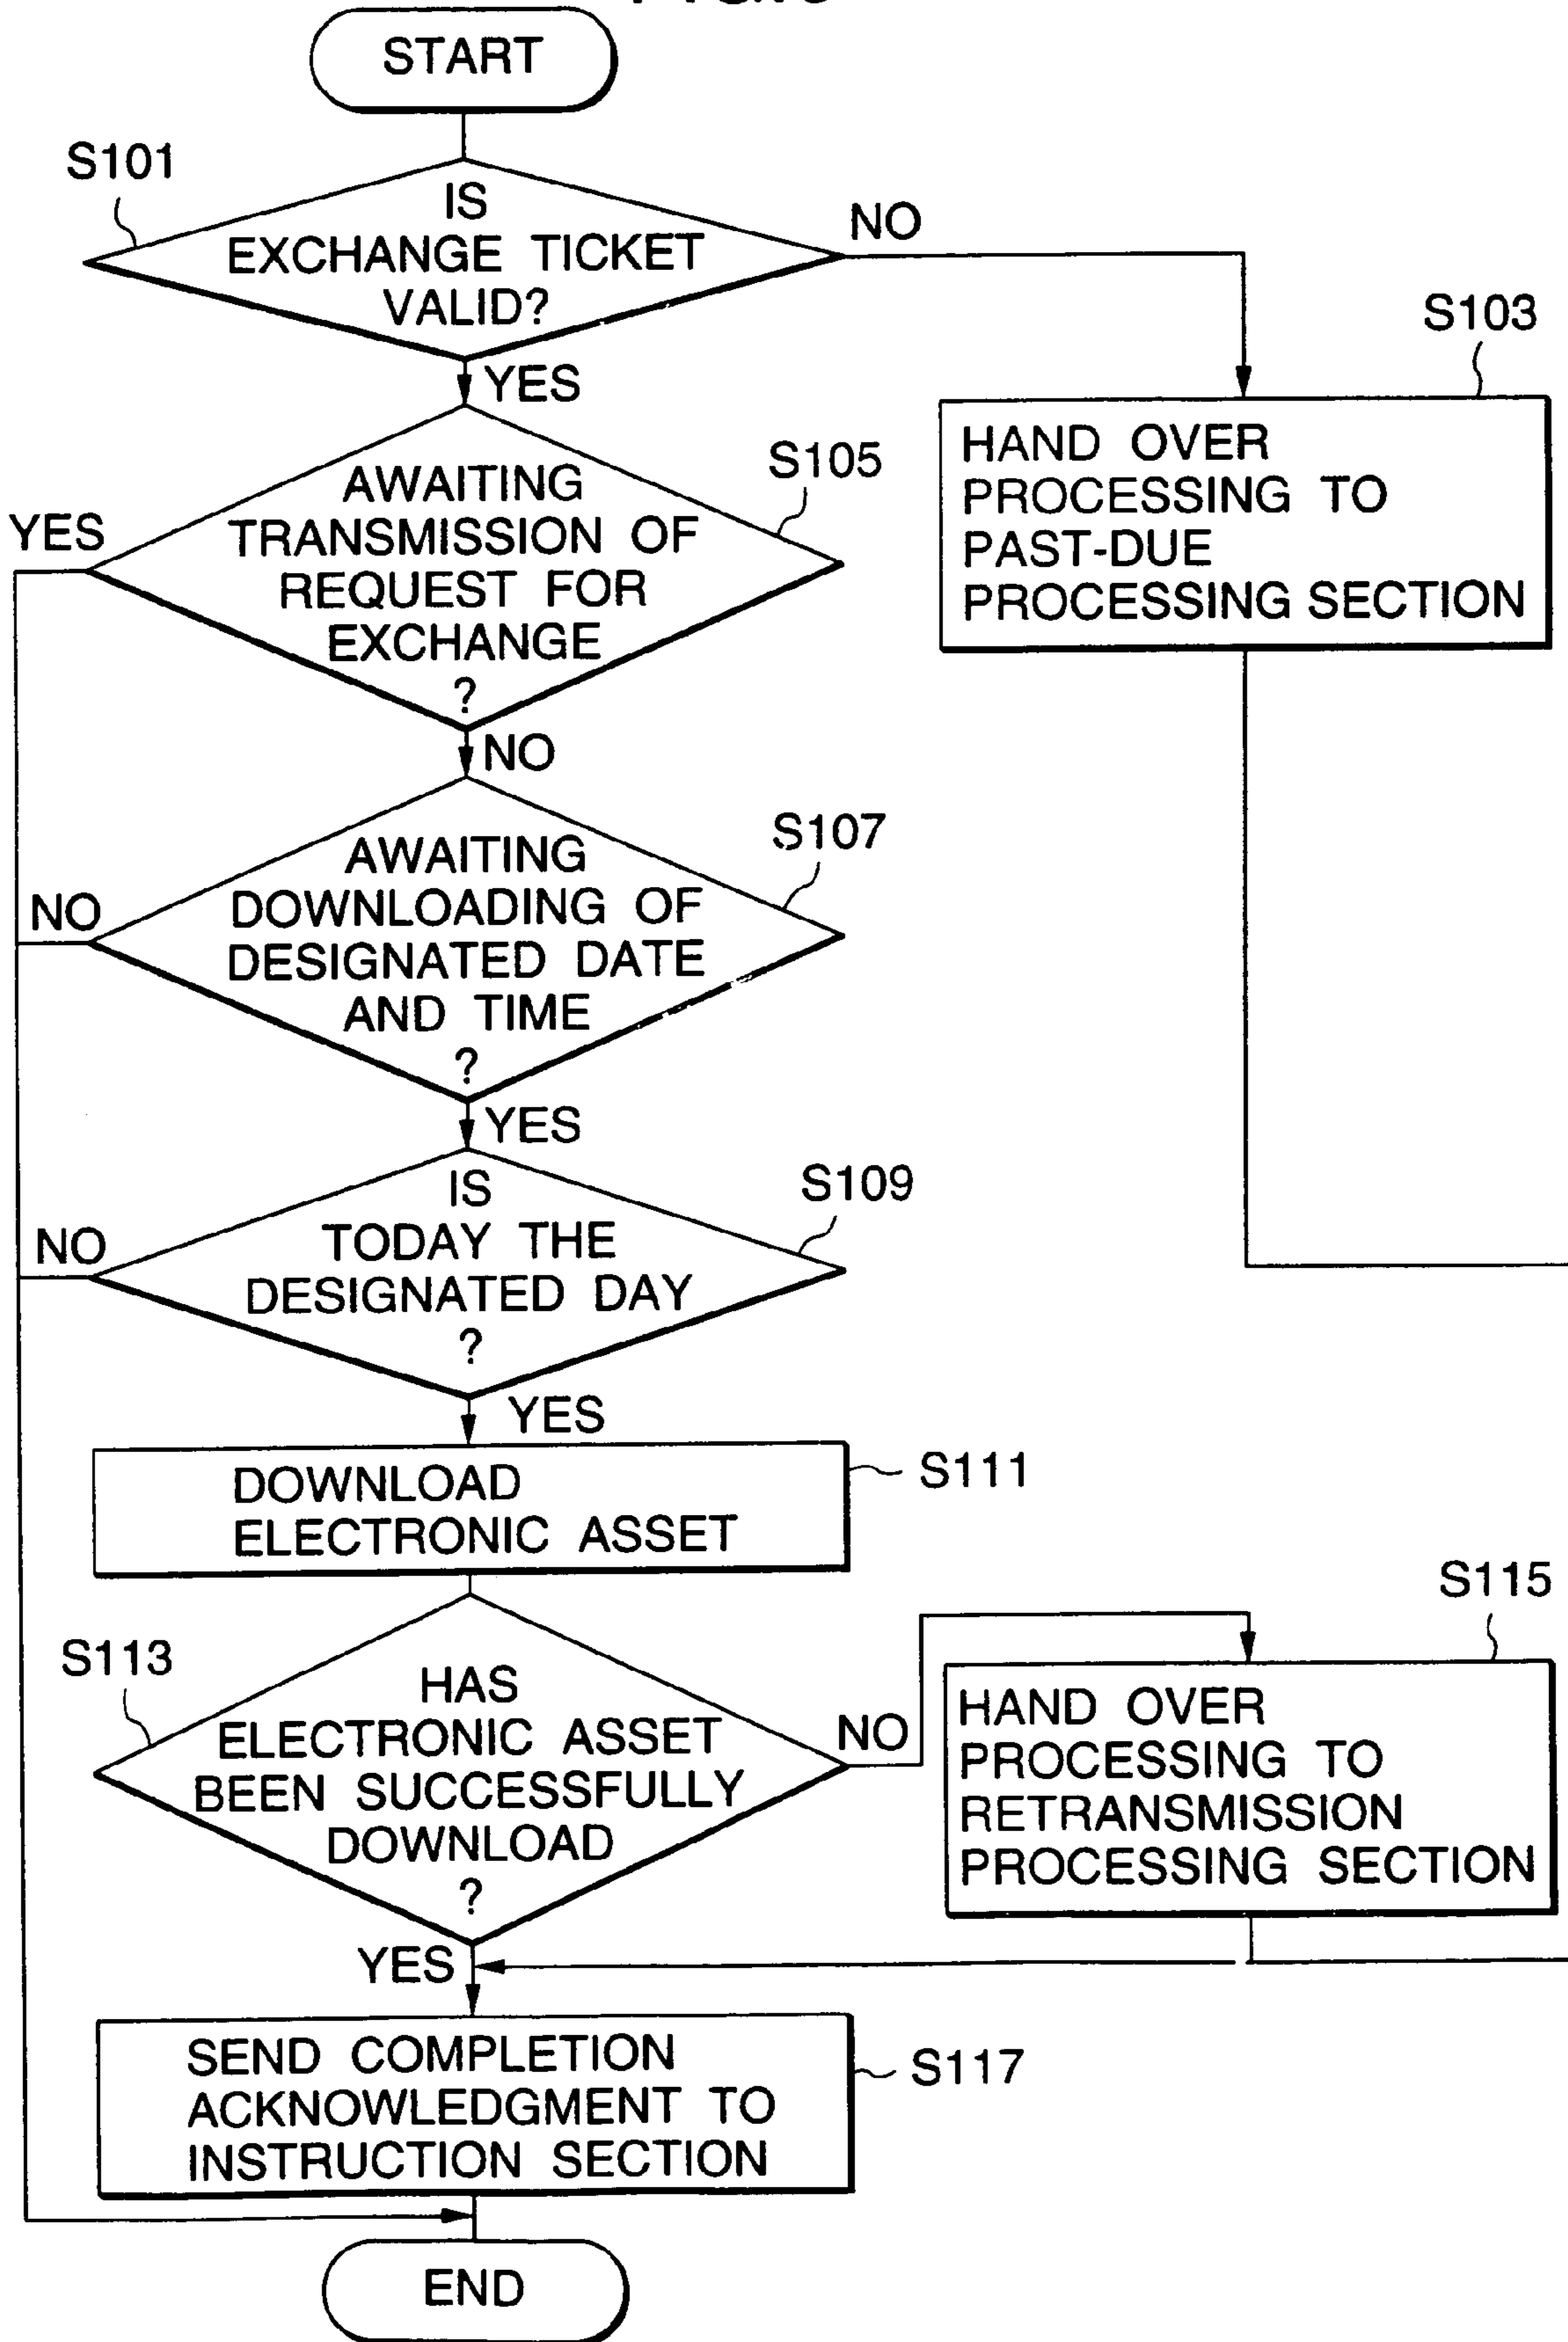 START
S101
IS
EXCHANGE TICKET
VALID?
NO
YES
S103
HAND OVER
PROCESSING TO
PAST-DUE
PROCESSING SECTION
S105
YES
AWAITING
TRANSMISSION OF
REQUEST FOR
EXCHANGE
?
NO
S107
NO
AWAITING
DOWNLOADING OF
DESIGNATED DATE
AND TIME
?
YES
S109
NO
IS
TODAY THE
DESIGNATED DAY
?
YES
DOWNLOAD
ELECTRONIC ASSET
S111
S113
HAS
ELECTRONIC ASSET
BEEN SUCCESSFULLY
DOWNLOAD
?
NO
YES
S115
HAND OVER
PROCESSING TO
RETRANSMISSION
PROCESSING SECTION
SEND COMPLETION
ACKNOWLEDGMENT TO
INSTRUCTION SECTION
S117
END